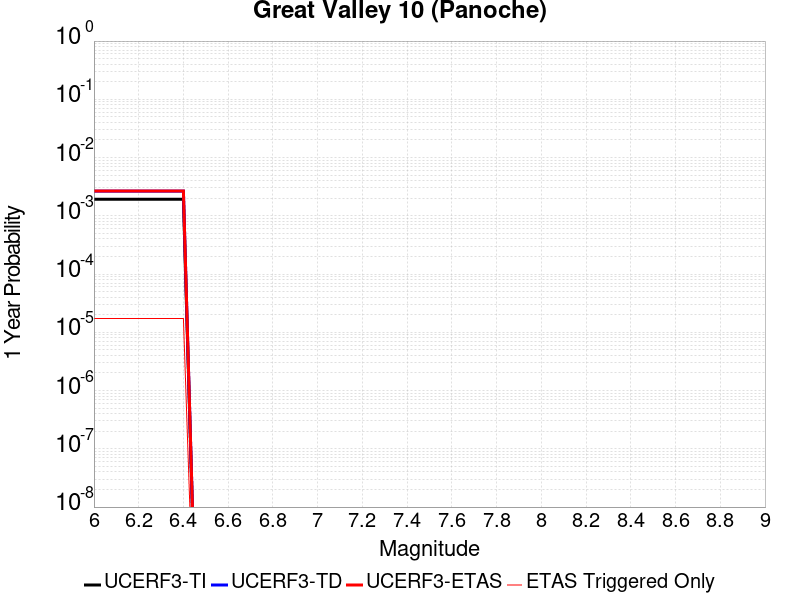 Great Valley 10 (Panoche)
10^0
10^-1
10^-2
10^-3
10^-4
10^-5
10^-6
10^-7
10^-8
1 Year Probability
6 6.2 6.4 6.6 6.8 7 7.2 7.4 7.6 7.8 8 8.2 8.4 8.6 8.8 9
Magnitude
UCERF3-TI UCERF3-TD UCERF3-ETAS ETAS Triggered Only